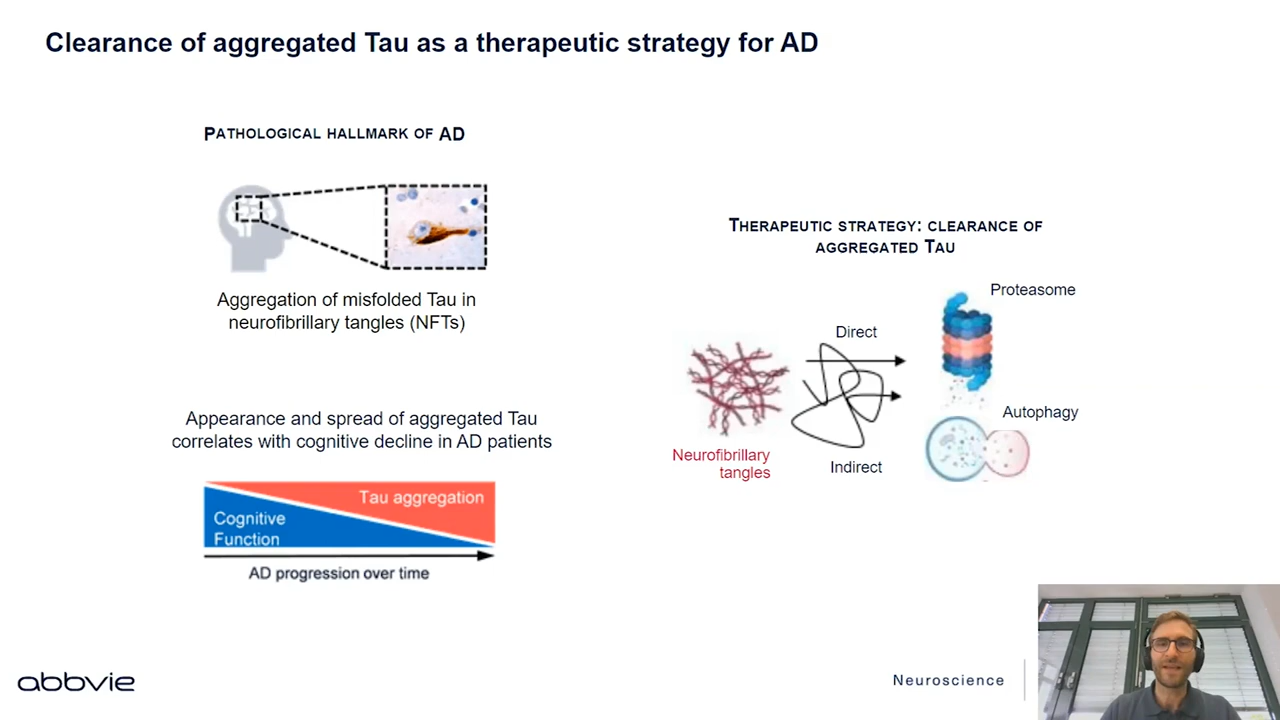 Clearance of aggregated Tau as a therapeutic strategy for AD
PATHOLOGICAL HALLMARK OF AD
Aggregation of misfolded Tau in
neurofibrillary tangles (NFTs)
Appearance and spread of aggregated Tau
correlates with cognitive decline in AD patients
Tau aggregation
Cognitive
Function
AD progression over time
THERAPEUTIC STRATEGY: CLEARANCE OF
AGGREGATED TAU
Proteasome
Direct
Autophagy
Neurofibrillary
tangles
Indirect
abbvie
Neuroscience